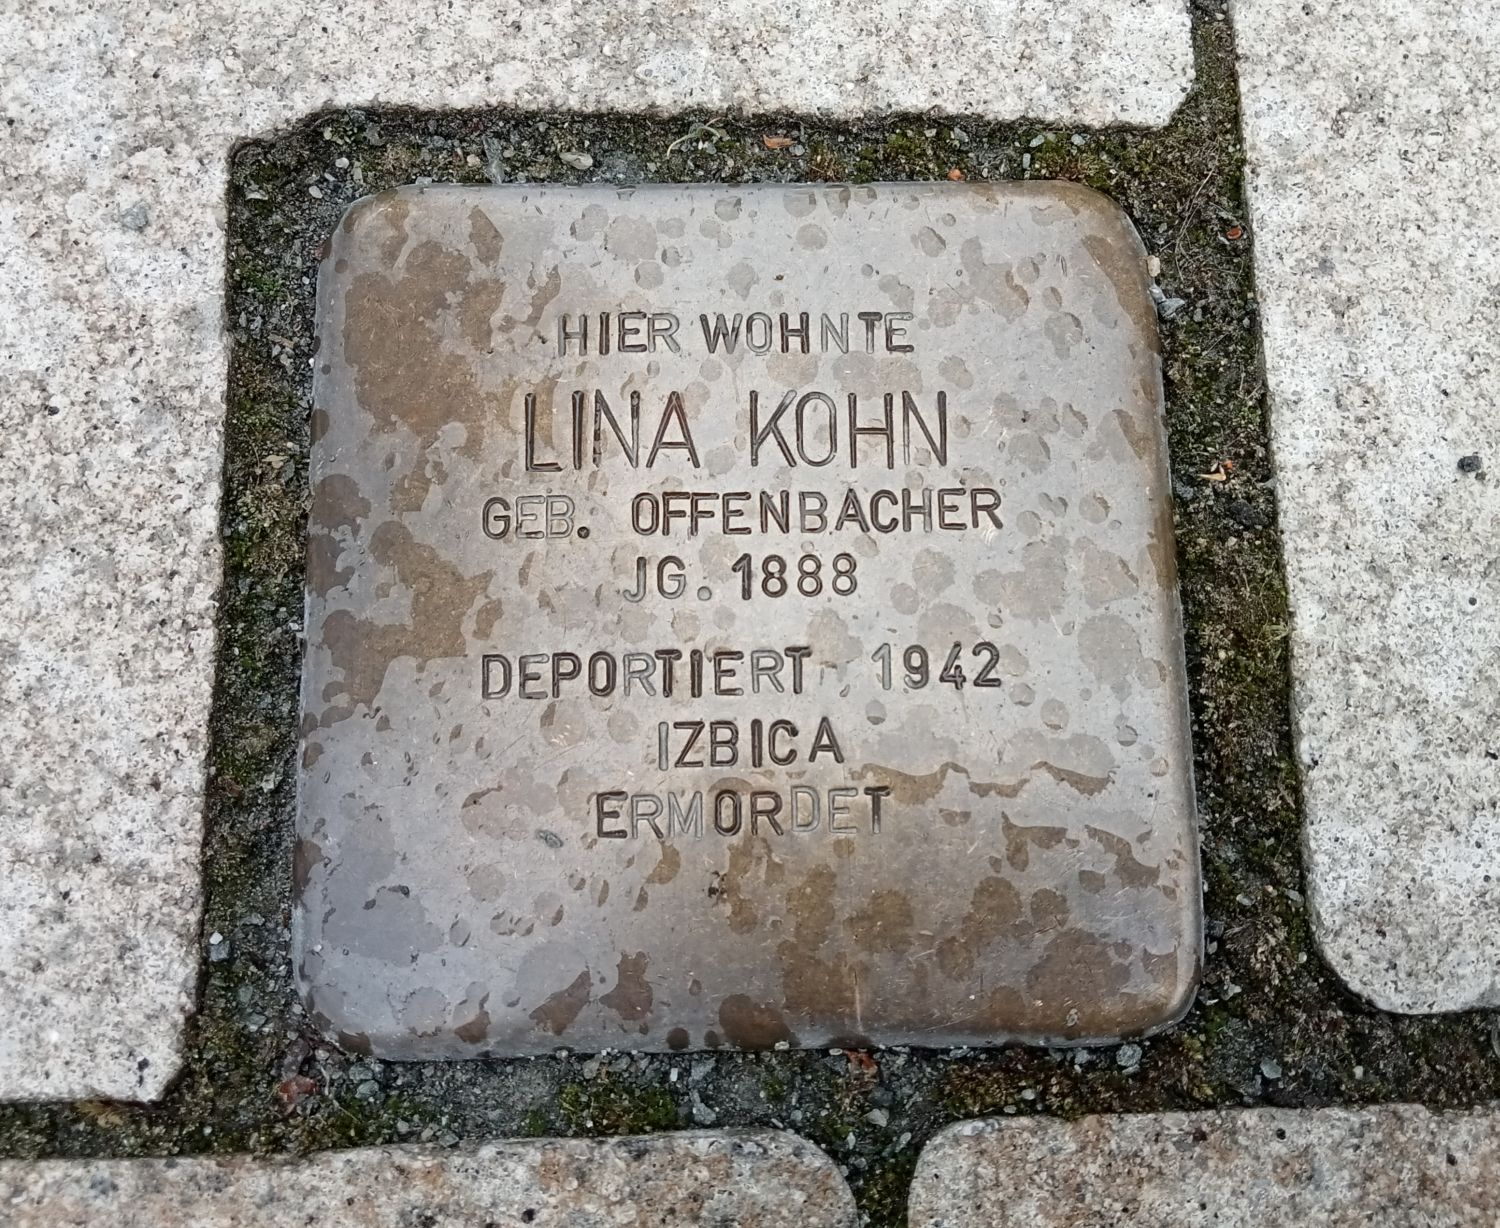 HIER WOHNTE
LINA KOHN
GEB. OFFENBACHER
JG. 1888
DEPORTIERT 1942
IZBICA
ERMORDET